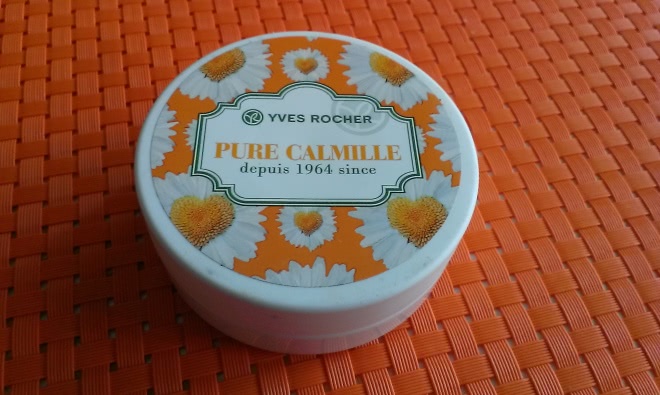 YVES ROCHER
PURE CALMILLE
depuis 1964 since